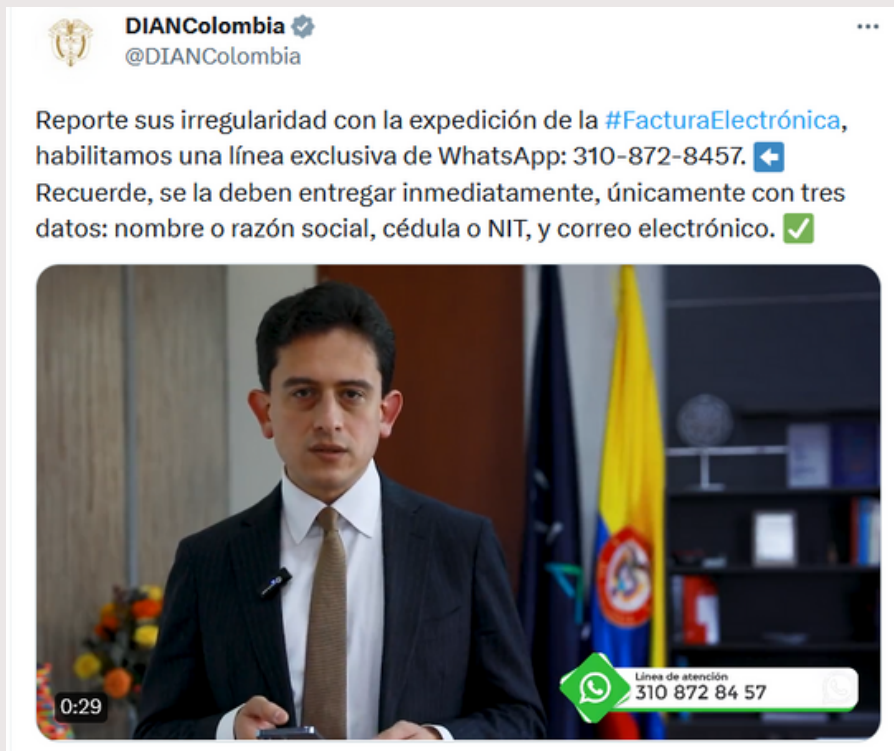 DIANColombia
@DIANColombia
Reporte sus irregularidad con la expedición de la #FacturaElectrónica,
habilitamos una línea exclusiva de WhatsApp: 310-872-8457. ⬅️
Recuerde, se la deben entregar inmediatamente, únicamente con tres
datos: nombre o razón social, cédula o NIT, y correo electrónico. ✅
Línea de atención
310 872 84 57
0:29